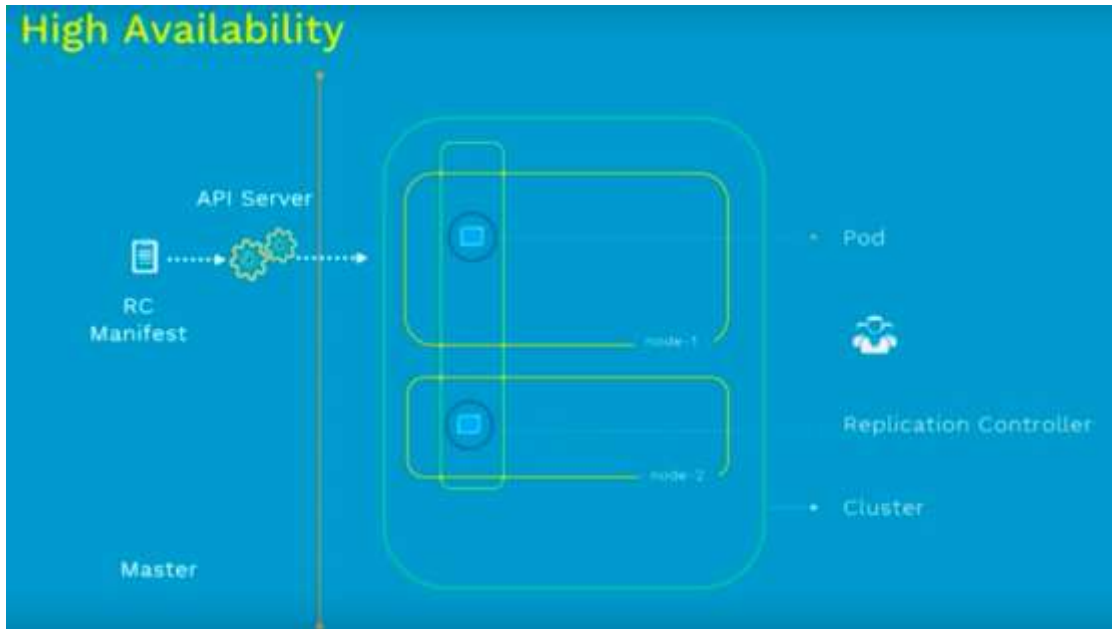 High Availability
API Server
RC
Manifest
Master
node-1
node-2
Pod
Replication Controller
Cluster